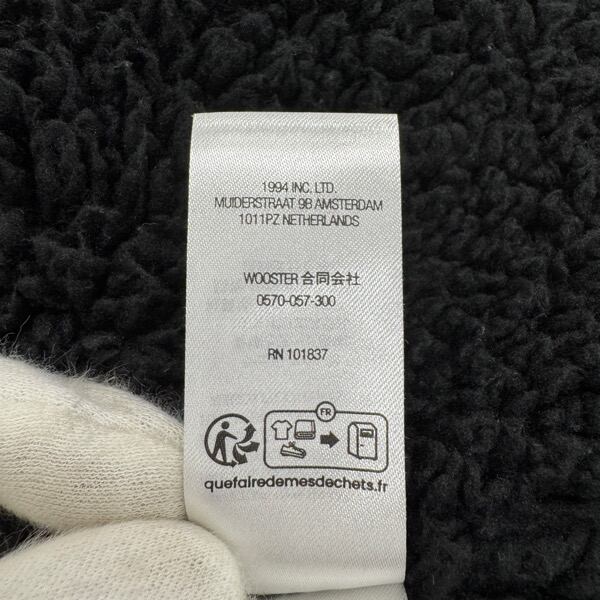 1994 INC. LTD.
MUIDERSTRAAT 9B AMSTERDAM
1011PZ NETHERLANDS
WOOSTER 合同会社
0570-057-300
RN 101837
FR
quefairedemesdechets.fr